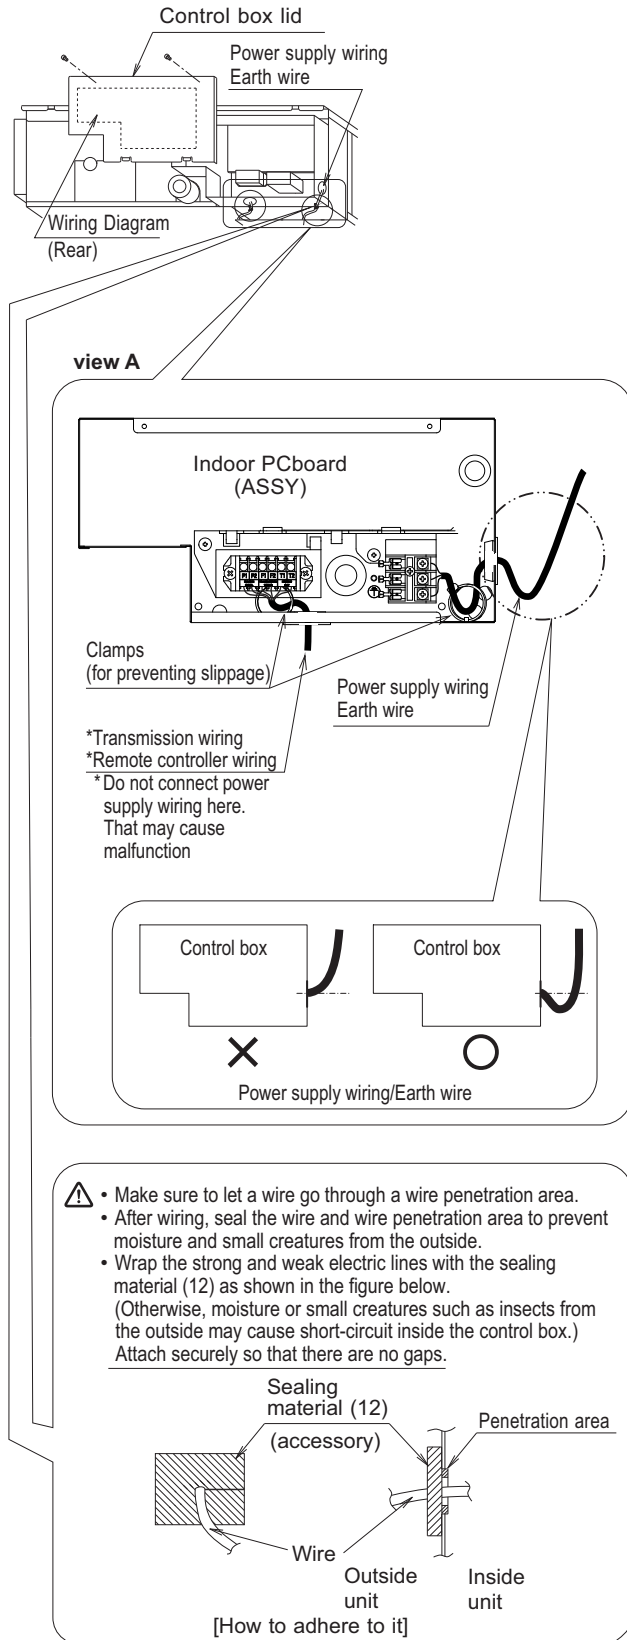 Control box lid
Power supply wiring
Earth wire
Wiring Diagram
(Rear)
view A
Indoor PCboard
(ASSY)
P1 P2 F1 F2 T1 T2
Clamps
(for preventing slippage)
Power supply wiring
Earth wire
*Transmission wiring
*Remote controller wiring
* Do not connect power
supply wiring here.
That may cause
malfunction
Control box
Control box
Power supply wiring/Earth wire
• Make sure to let a wire go through a wire penetration area.
• After wiring, seal the wire and wire penetration area to prevent
moisture and small creatures from the outside.
• Wrap the strong and weak electric lines with the sealing
material (12) as shown in the figure below.
(Otherwise, moisture or small creatures such as insects from
the outside may cause short-circuit inside the control box.)
Attach securely so that there are no gaps.
Sealing
material (12)
(accessory)
Penetration area
Wire
Outside
unit
Inside
unit
[How to adhere to it]